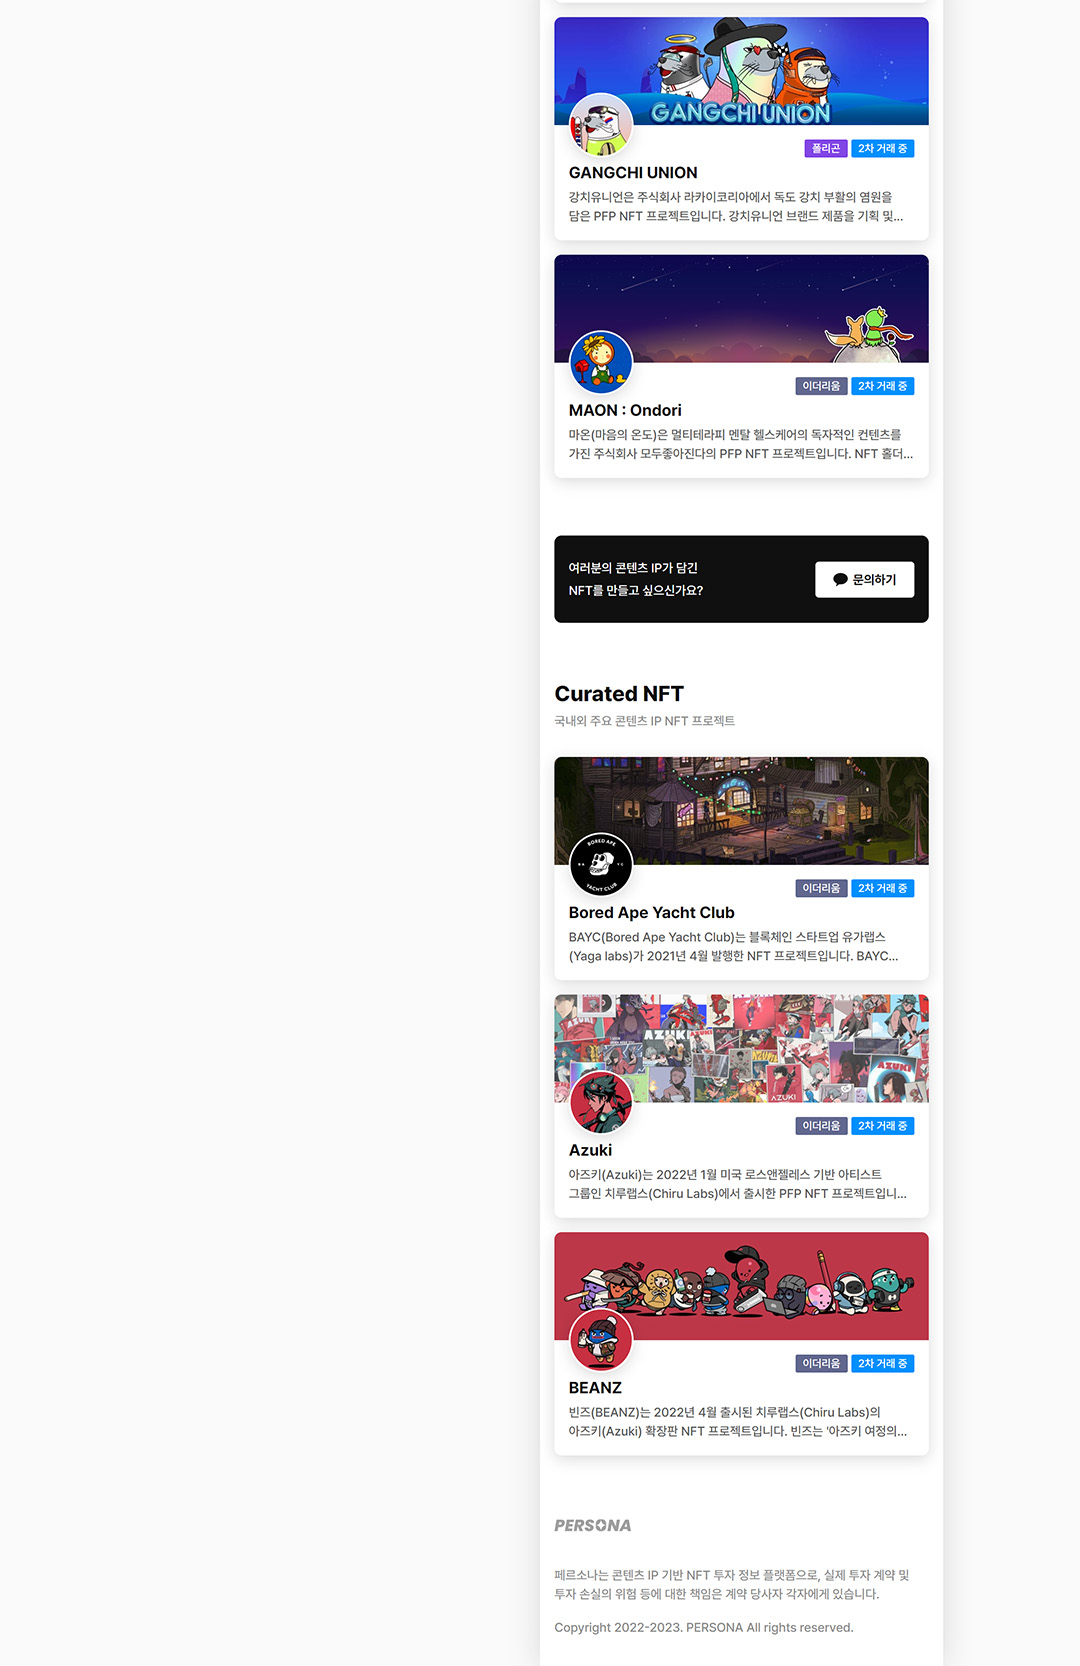 GANGCHI UNION
폴리곤 2차 거래 중
GANGCHI UNION
강치유니언은 주식회사 라카이코리아에서 독도 강치 부활의 염원을
담은 PFP NFT 프로젝트입니다. 강치유니언 브랜드 제품을 기획 및...
이더리움 2차 거래 중
MAON : Ondori
마온(마음의 온도)은 멀티테라피 멘탈 헬스케어의 독자적인 컨텐츠를
가진 주식회사 모두좋아진다의 PFP NFT 프로젝트입니다. NFT 홀더...
여러분의 콘텐츠 IP가 담긴
NFT를 만들고 싶으신가요?
문의하기
Curated NFT
국내외 주요 콘텐츠 IP NFT 프로젝트
BORED APE
YACHT CLUB
이더리움 2차 거래 중
Bored Ape Yacht Club
BAYC(Bored Ape Yacht Club)는 블록체인 스타트업 유가랩스
(Yaga labs)가 2021년 4월 발행한 NFT 프로젝트입니다. BAYC...
AZUKI
AZUKI
AZUKI
AZUKI
이더리움 2차 거래 중
Azuki
아즈키(Azuki)는 2022년 1월 미국 로스앤젤레스 기반 아티스트
그룹인 치루랩스(Chiru Labs)에서 출시한 PFP NFT 프로젝트입니...
이더리움 2차 거래 중
BEANZ
빈즈(BEANZ)는 2022년 4월 출시된 치루랩스(Chiru Labs)의
아즈키(Azuki) 확장판 NFT 프로젝트입니다. 빈즈는 '아즈키 여정의...
PERSONA
페르소나는 콘텐츠 IP 기반 NFT 투자 정보 플랫폼으로, 실제 투자 계약 및
투자 손실의 위험 등에 대한 책임은 계약 당사자 각자에게 있습니다.
Copyright 2022-2023. PERSONA All rights reserved.